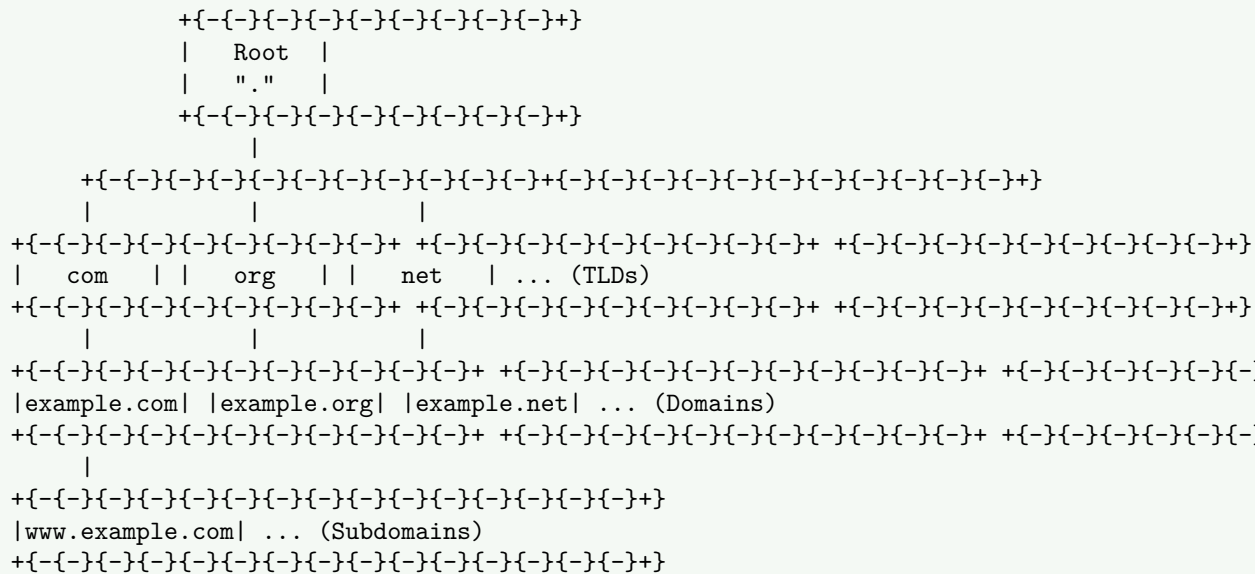 +{-{-}{-}{-}{-}{-}{-}{-}{-}+}
| Root |
| "." |
+{-{-}{-}{-}{-}{-}{-}{-}{-}+}
|
+{-{-}{-}{-}{-}{-}{-}{-}{-}{-}{-}+{-}{-}{-}{-}{-}{-}{-}{-}{-}{-}{-}+}
| | |
+{-{-}{-}{-}{-}{-}{-}{-}{-}+ +{-}{-}{-}{-}{-}{-}{-}{-}{-}+ +{-}{-}{-}{-}{-}{-}{-}{-}{-}+}
| com | | org | | net | ... (TLDs)
+{-{-}{-}{-}{-}{-}{-}{-}{-}+ +{-}{-}{-}{-}{-}{-}{-}{-}{-}+ +{-}{-}{-}{-}{-}{-}{-}{-}{-}+}
| | |
+{-{-}{-}{-}{-}{-}{-}{-}{-}{-}{-}+ +{-}{-}{-}{-}{-}{-}{-}{-}{-}{-}{-}+ +{-}{-}{-}{-}{-}{-}
|example.com| |example.org| |example.net| ... (Domains)
+{-{-}{-}{-}{-}{-}{-}{-}{-}{-}{-}+ +{-}{-}{-}{-}{-}{-}{-}{-}{-}{-}{-}+ +{-}{-}{-}{-}{-}{-}
|
+{-{-}{-}{-}{-}{-}{-}{-}{-}{-}{-}{-}{-}{-}{-}+}
|www.example.com| ... (Subdomains)
+{-{-}{-}{-}{-}{-}{-}{-}{-}{-}{-}{-}{-}{-}{-}+}